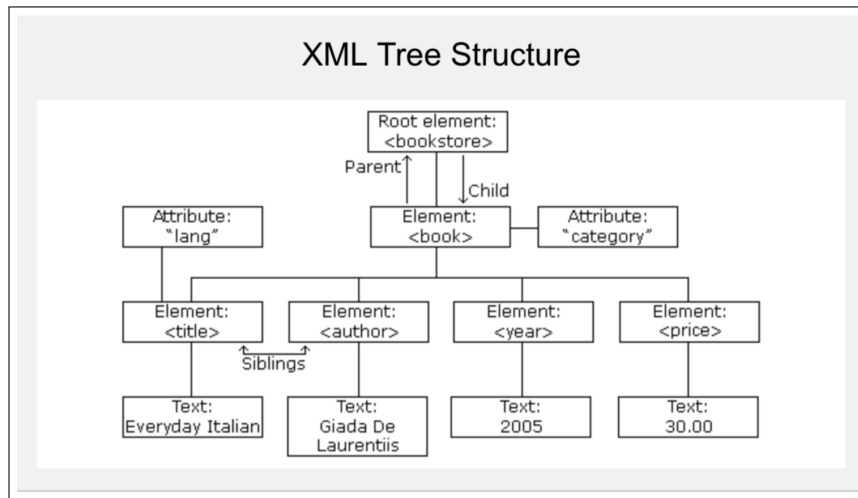 XML Tree Structure
Root element:
<bookstore>
Parent
Child
Attribute:
"lang"
Element:
<book>
Attribute:
"category"
Element:
<title>
Element:
<author>
Element:
<year>
Element:
<price>
Siblings
Text:
Everyday Italian
Text:
Giada De
Laurentiis
Text:
2005
Text:
30.00